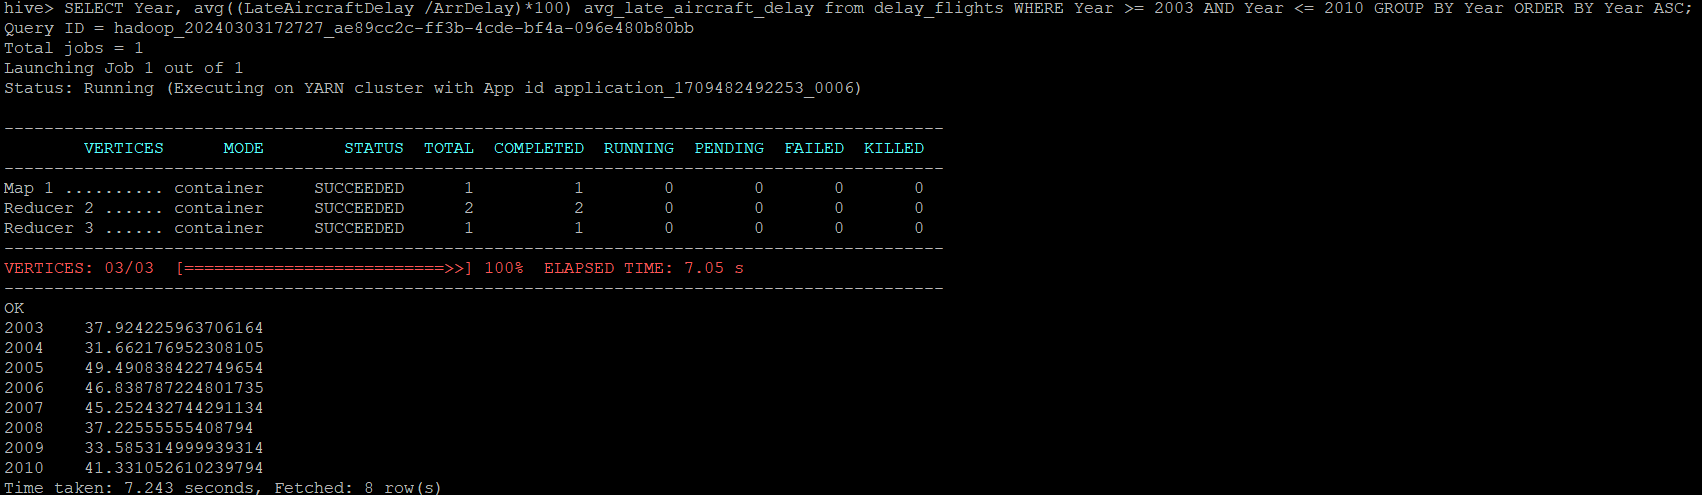 hive> SELECT Year, avg((LateAircraftDelay /ArrDelay)*100) avg_late_aircraft_delay from delay_flights WHERE Year >= 2003 AND Year <= 2010 GROUP BY Year ORDER BY Year ASC;
Query ID = hadoop_20240303172727_ae89cc2c-ff3b-4cde-bf4a-096e480b80bb
Total jobs = 1
Launching Job 1 out of 1
Status: Running (Executing on YARN cluster with App id application_1709482492253_0006)
----------------------------------------------------------------------------------------------
        VERTICES      MODE        STATUS  TOTAL  COMPLETED  RUNNING  PENDING  FAILED  KILLED
----------------------------------------------------------------------------------------------
Map 1 .......... container     SUCCEEDED      1          1        0        0       0       0
Reducer 2 ...... container     SUCCEEDED      2          2        0        0       0       0
Reducer 3 ...... container     SUCCEEDED      1          1        0        0       0       0
----------------------------------------------------------------------------------------------
VERTICES: 03/03  [==========================>>] 100%  ELAPSED TIME: 7.05 s
----------------------------------------------------------------------------------------------
OK
2003    37.924225963706164
2004    31.662176952308105
2005    49.490838422749654
2006    46.838787224801735
2007    45.252432744291134
2008    37.22555555408794
2009    33.585314999939314
2010    41.331052610239794
Time taken: 7.243 seconds, Fetched: 8 row(s)